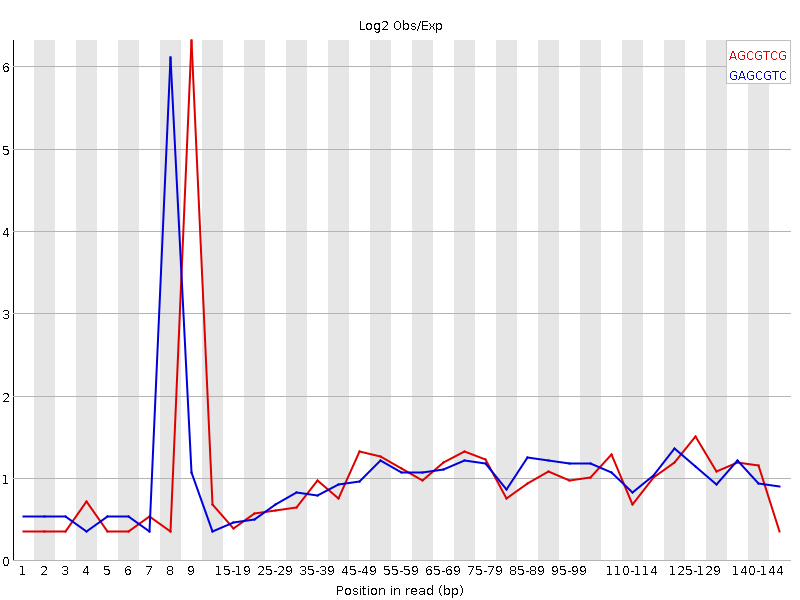 Log2 Obs/Exp
AGCGTCG
GAGCGTC
6
5
4
3
2
1
0
1 2 3 4 5 6 7 8 9 15-19 25-29 35-39 45-49 55-59 65-69 75-79 85-89 95-99 110-114 125-129 140-144
Position in read (bp)